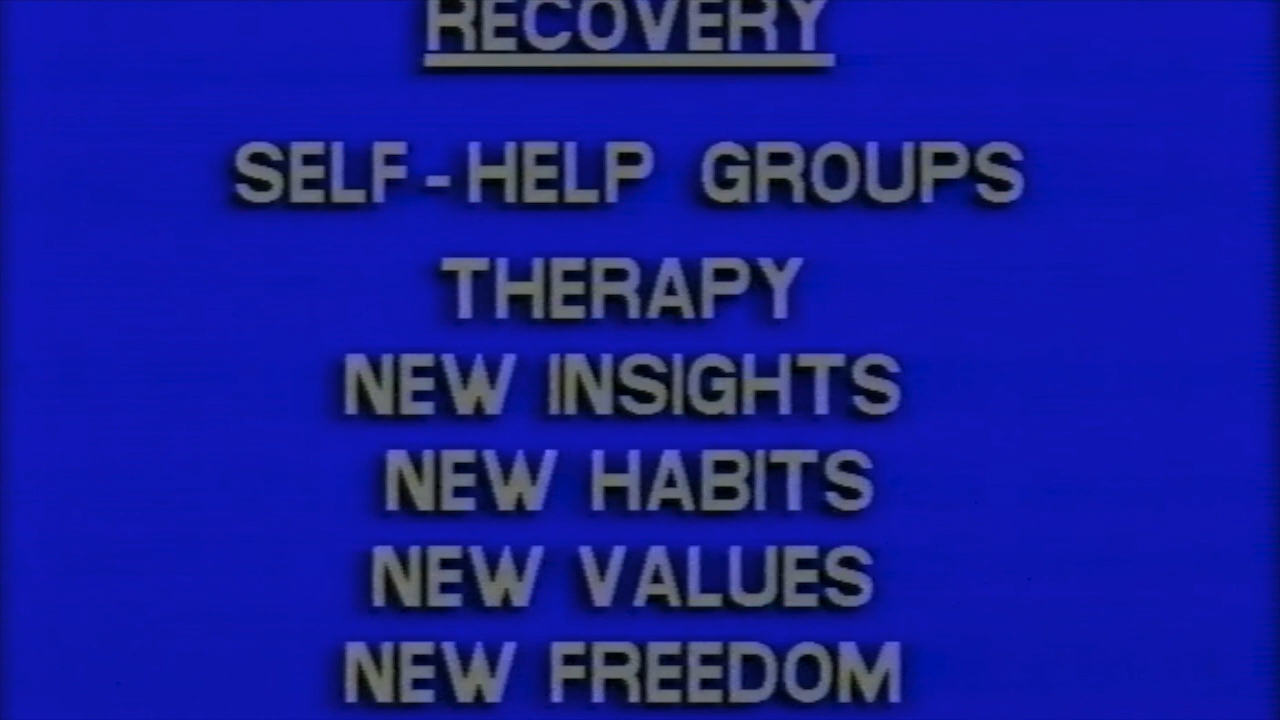 RECOVERY
SELF-HELP GROUPS
THERAPY
NEW INSIGHTS
NEW HABITS
NEW VALUES
NEW FREEDOM